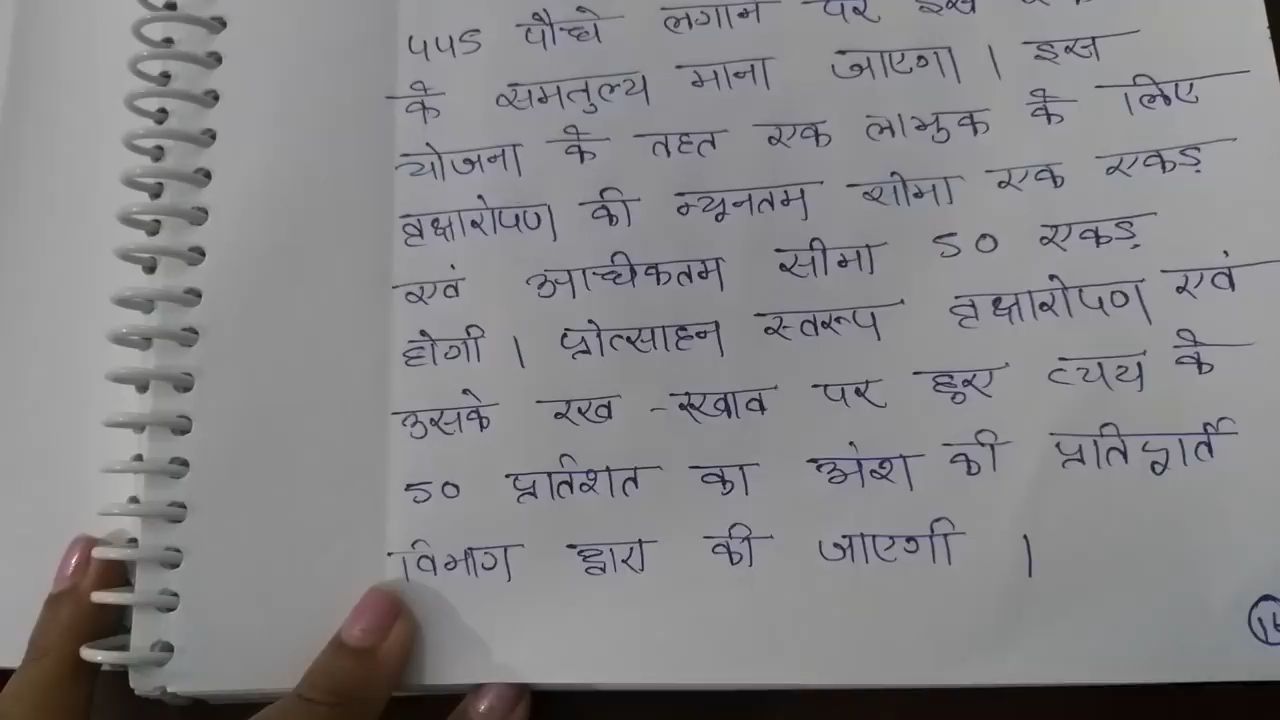 445 पौधे लगाने पर इसे
के समतुल्य माना जाएगा । इस
योजना के तहत एक लाभुक के लिए
वृक्षारोपण की न्यूनतम सीमा एक एकड़
एवं अधिकतम सीमा 50 एकड़
होगी । प्रोत्साहन स्वरूप वृक्षारोपण एवं
उसके रख - रखाव पर हुए व्यय के
50 प्रतिशत का अंश की प्रतिपूर्ति
विभाग द्वारा की जाएगी ।